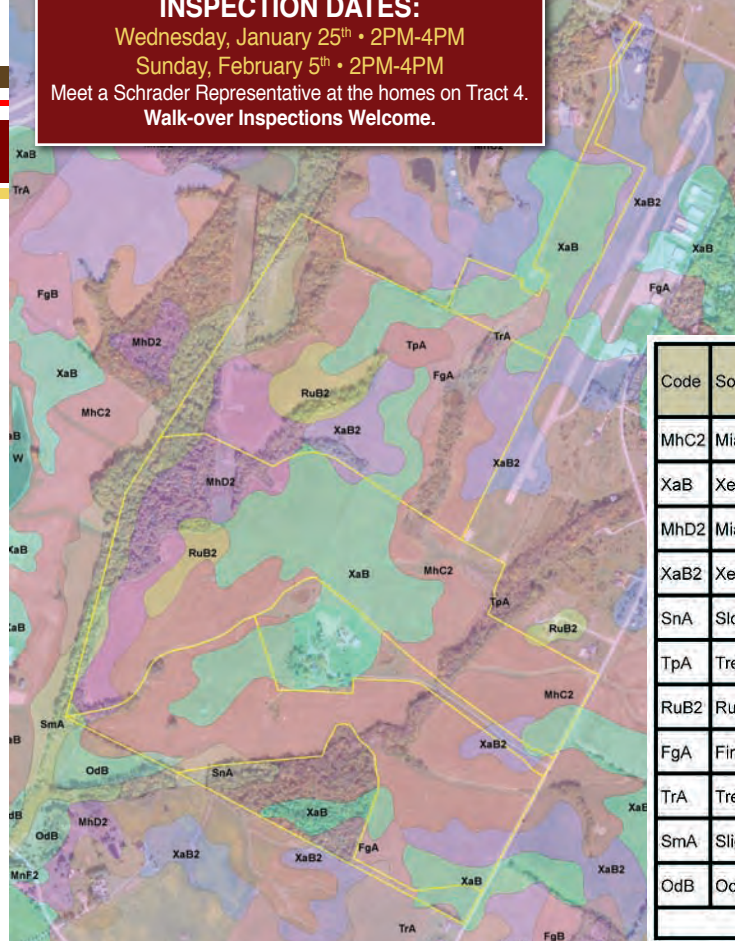 INSPECTION DATES:
Wednesday, January 25th • 2PM-4PM
Sunday, February 5th • 2PM-4PM
Meet a Schrader Representative at the homes on Tract 4.
Walk-over Inspections Welcome.
XaB
MhC2
TrA
XaB2
XaB
XaB
FgA
FgB
MhD2
TrA
TpA
XaB
FgA
RuB2
MhC2
XaB2
W
XaB2
MhD2
RuB2
XaB
MhC2
TpA
RuB2
MhC2
SmA
XaB2
OdB
SnA
XaB
OdB
MhD2
XaB2
XaB2
FgA
XaB2
MnF2
XaB
TrA
FgB
Code
MhC2
XaB
MhD2
XaB2
SnA
TpA
RuB2
FgA
TrA
SmA
OdB